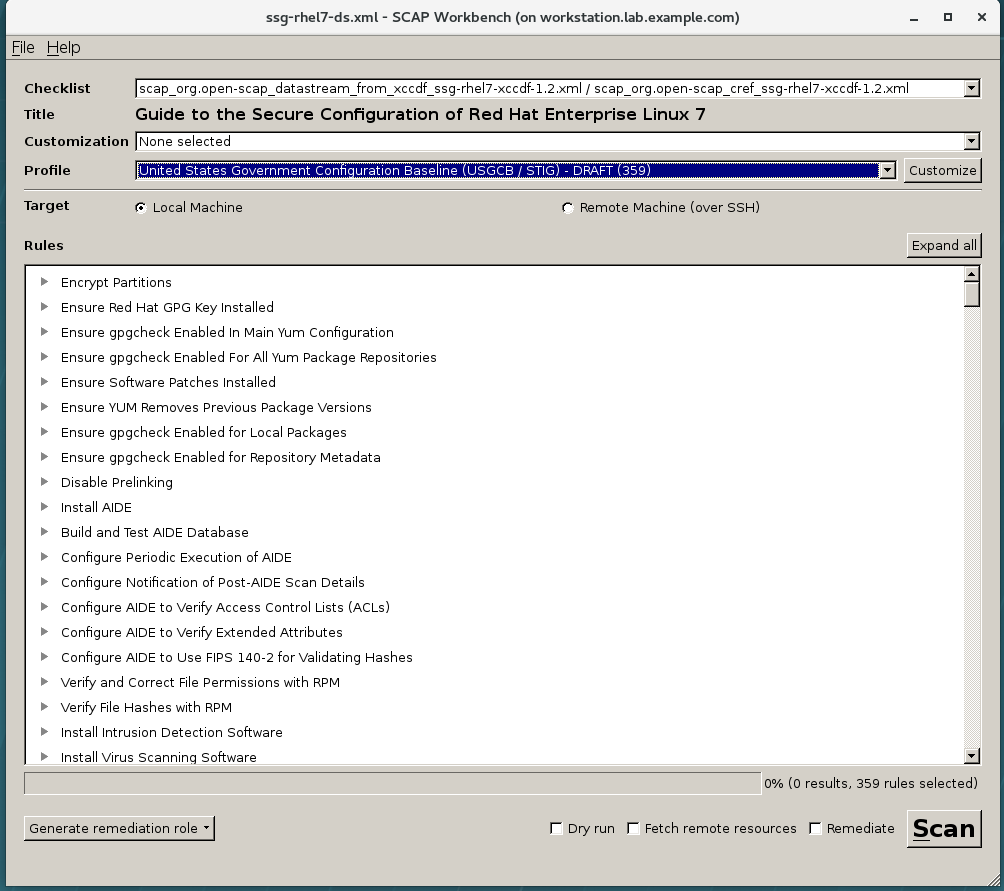 ssg-rhel7-ds.xml - SCAP Workbench (on workstation.lab.example.com)
File Help
Checklist scap_org.open-scap_datastream_from_xccdf_ssg-rhel7-xccdf-1.2.xml / scap_org.open-scap_cref_ssg-rhel7-xccdf-1.2.xml
Title Guide to the Secure Configuration of Red Hat Enterprise Linux 7
Customization None selected
Profile United States Government Configuration Baseline (USGCB / STIG) - DRAFT (359) Customize
Target Local Machine Remote Machine (over SSH)
Rules Expand all
Encrypt Partitions
Ensure Red Hat GPG Key Installed
Ensure gpgcheck Enabled In Main Yum Configuration
Ensure gpgcheck Enabled For All Yum Package Repositories
Ensure Software Patches Installed
Ensure YUM Removes Previous Package Versions
Ensure gpgcheck Enabled for Local Packages
Ensure gpgcheck Enabled for Repository Metadata
Disable Prelinking
Install AIDE
Build and Test AIDE Database
Configure Periodic Execution of AIDE
Configure Notification of Post-AIDE Scan Details
Configure AIDE to Verify Access Control Lists (ACLs)
Configure AIDE to Verify Extended Attributes
Configure AIDE to Use FIPS 140-2 for Validating Hashes
Verify and Correct File Permissions with RPM
Verify File Hashes with RPM
Install Intrusion Detection Software
Install Virus Scanning Software
0% (0 results, 359 rules selected)
Generate remediation role Dry run Fetch remote resources Remediate Scan